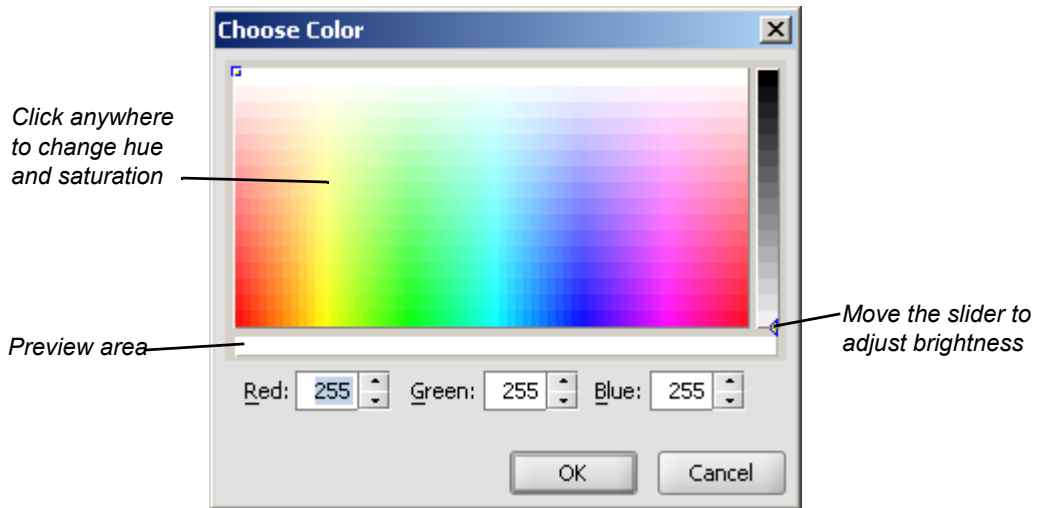 Choose Color
Click anywhere
to change hue
and saturation
Move the slider to
adjust brightness
Preview area
Red: 255 Green: 255 Blue: 255
OK Cancel